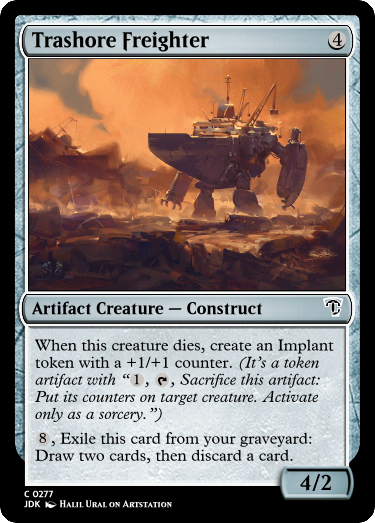 Trashore Freighter 4
Artifact Creature — Construct
When this creature dies, create an Implant
token with a +1/+1 counter. (It's a token
artifact with “1, , Sacrifice this artifact:
Put its counters on target creature. Activate
only as a sorcery.”)
8, Exile this card from your graveyard:
Draw two cards, then discard a card.
4/2
C 0277
JDK Halil Ural on Artstation